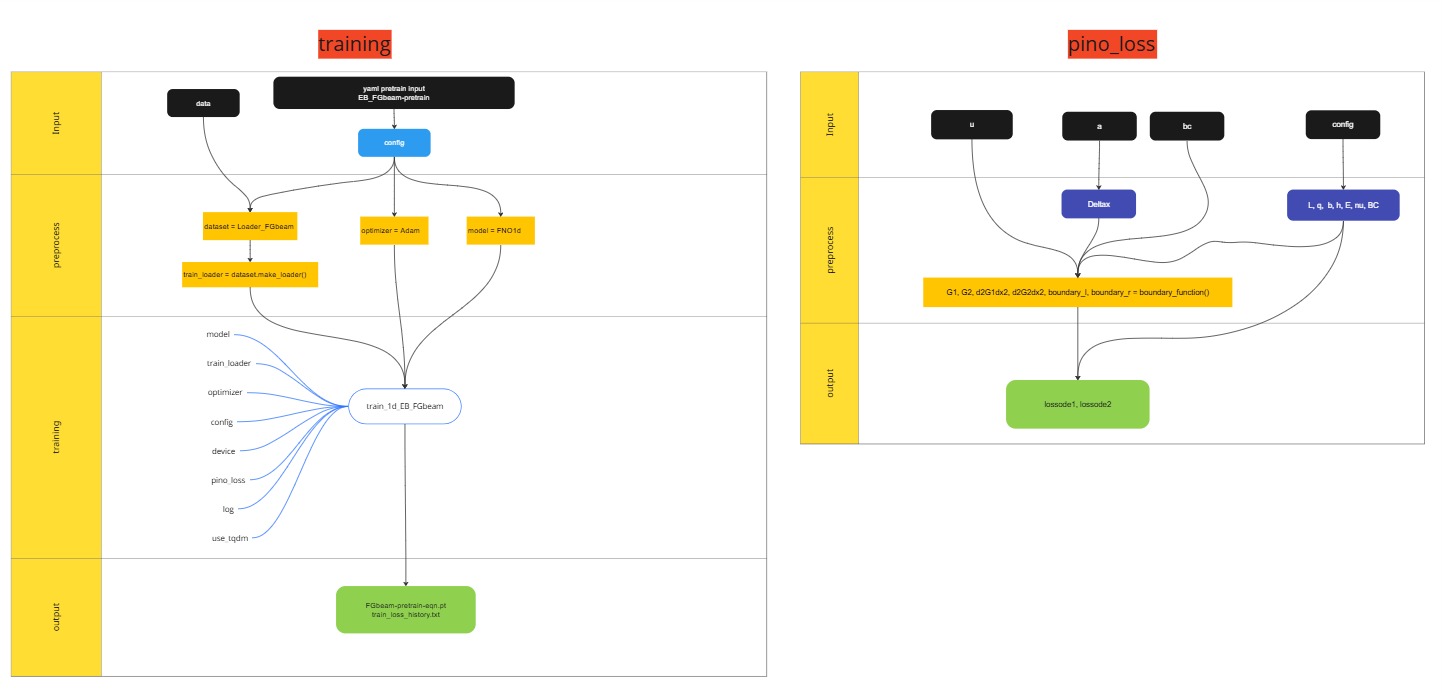 training
Input
data
yaml pretrain input
EB_FGbeam-pretrain
config
preprocess
dataset = Loader_FGbeam
optimizer = Adam
model = FNO1d
train_loader = dataset.make_loader()
training
model
train_loader
optimizer
config
device
pino_loss
log
use_tqdm
train_1d_EB_FGbeam
output
FGbeam-pretrain-eqn.pt
train_loss_history.txt
pino_loss
Input
u
a
bc
config
preprocess
Deltax
L, q, b, h, E, nu, BC
G1, G2, d2G1dx2, d2G2dx2, boundary_l, boundary_r = boundary_function()
output
lossode1, lossode2